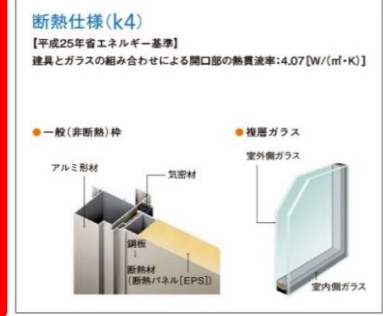 断熱仕様(k4)
【平成25年省エネルギー基準】
建具とガラスの組み合わせによる開口部の熱貫流率:4.07[W/(㎡・K)]
●一般(非断熱)枠
アルミ形材
気密材
鋼板
断熱材
(断熱パネル[EPS])
●複層ガラス
室外側ガラス
室内側ガラス